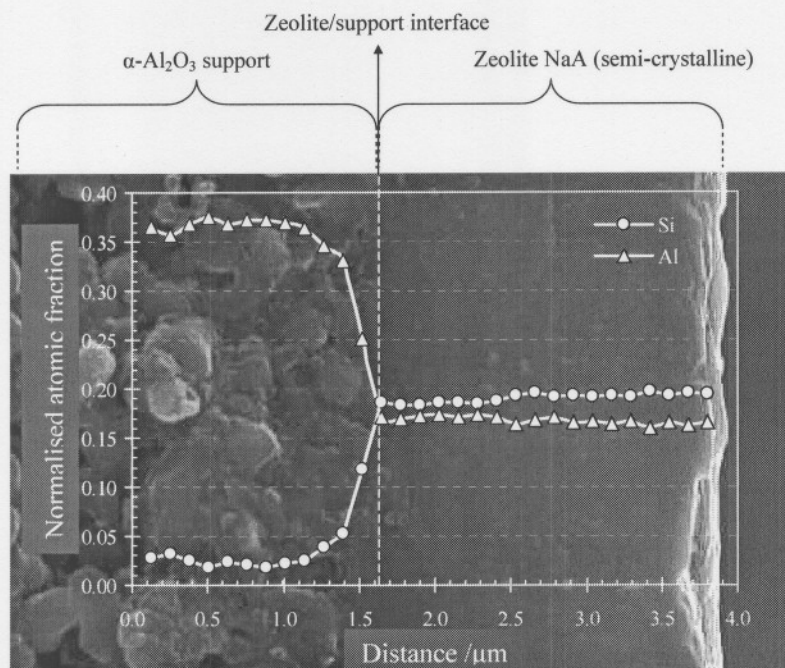 Zeolite/support interface
α-Al₂O₃ support
Zeolite NaA (semi-crystalline)
0.40
0.35
0.30
0.25
0.20
0.15
0.10
0.05
0.00
Normalised atomic fraction
Si
Al
0.0 0.5 1.0 1.5 2.0 2.5 3.0 3.5 4.0
Distance /μm